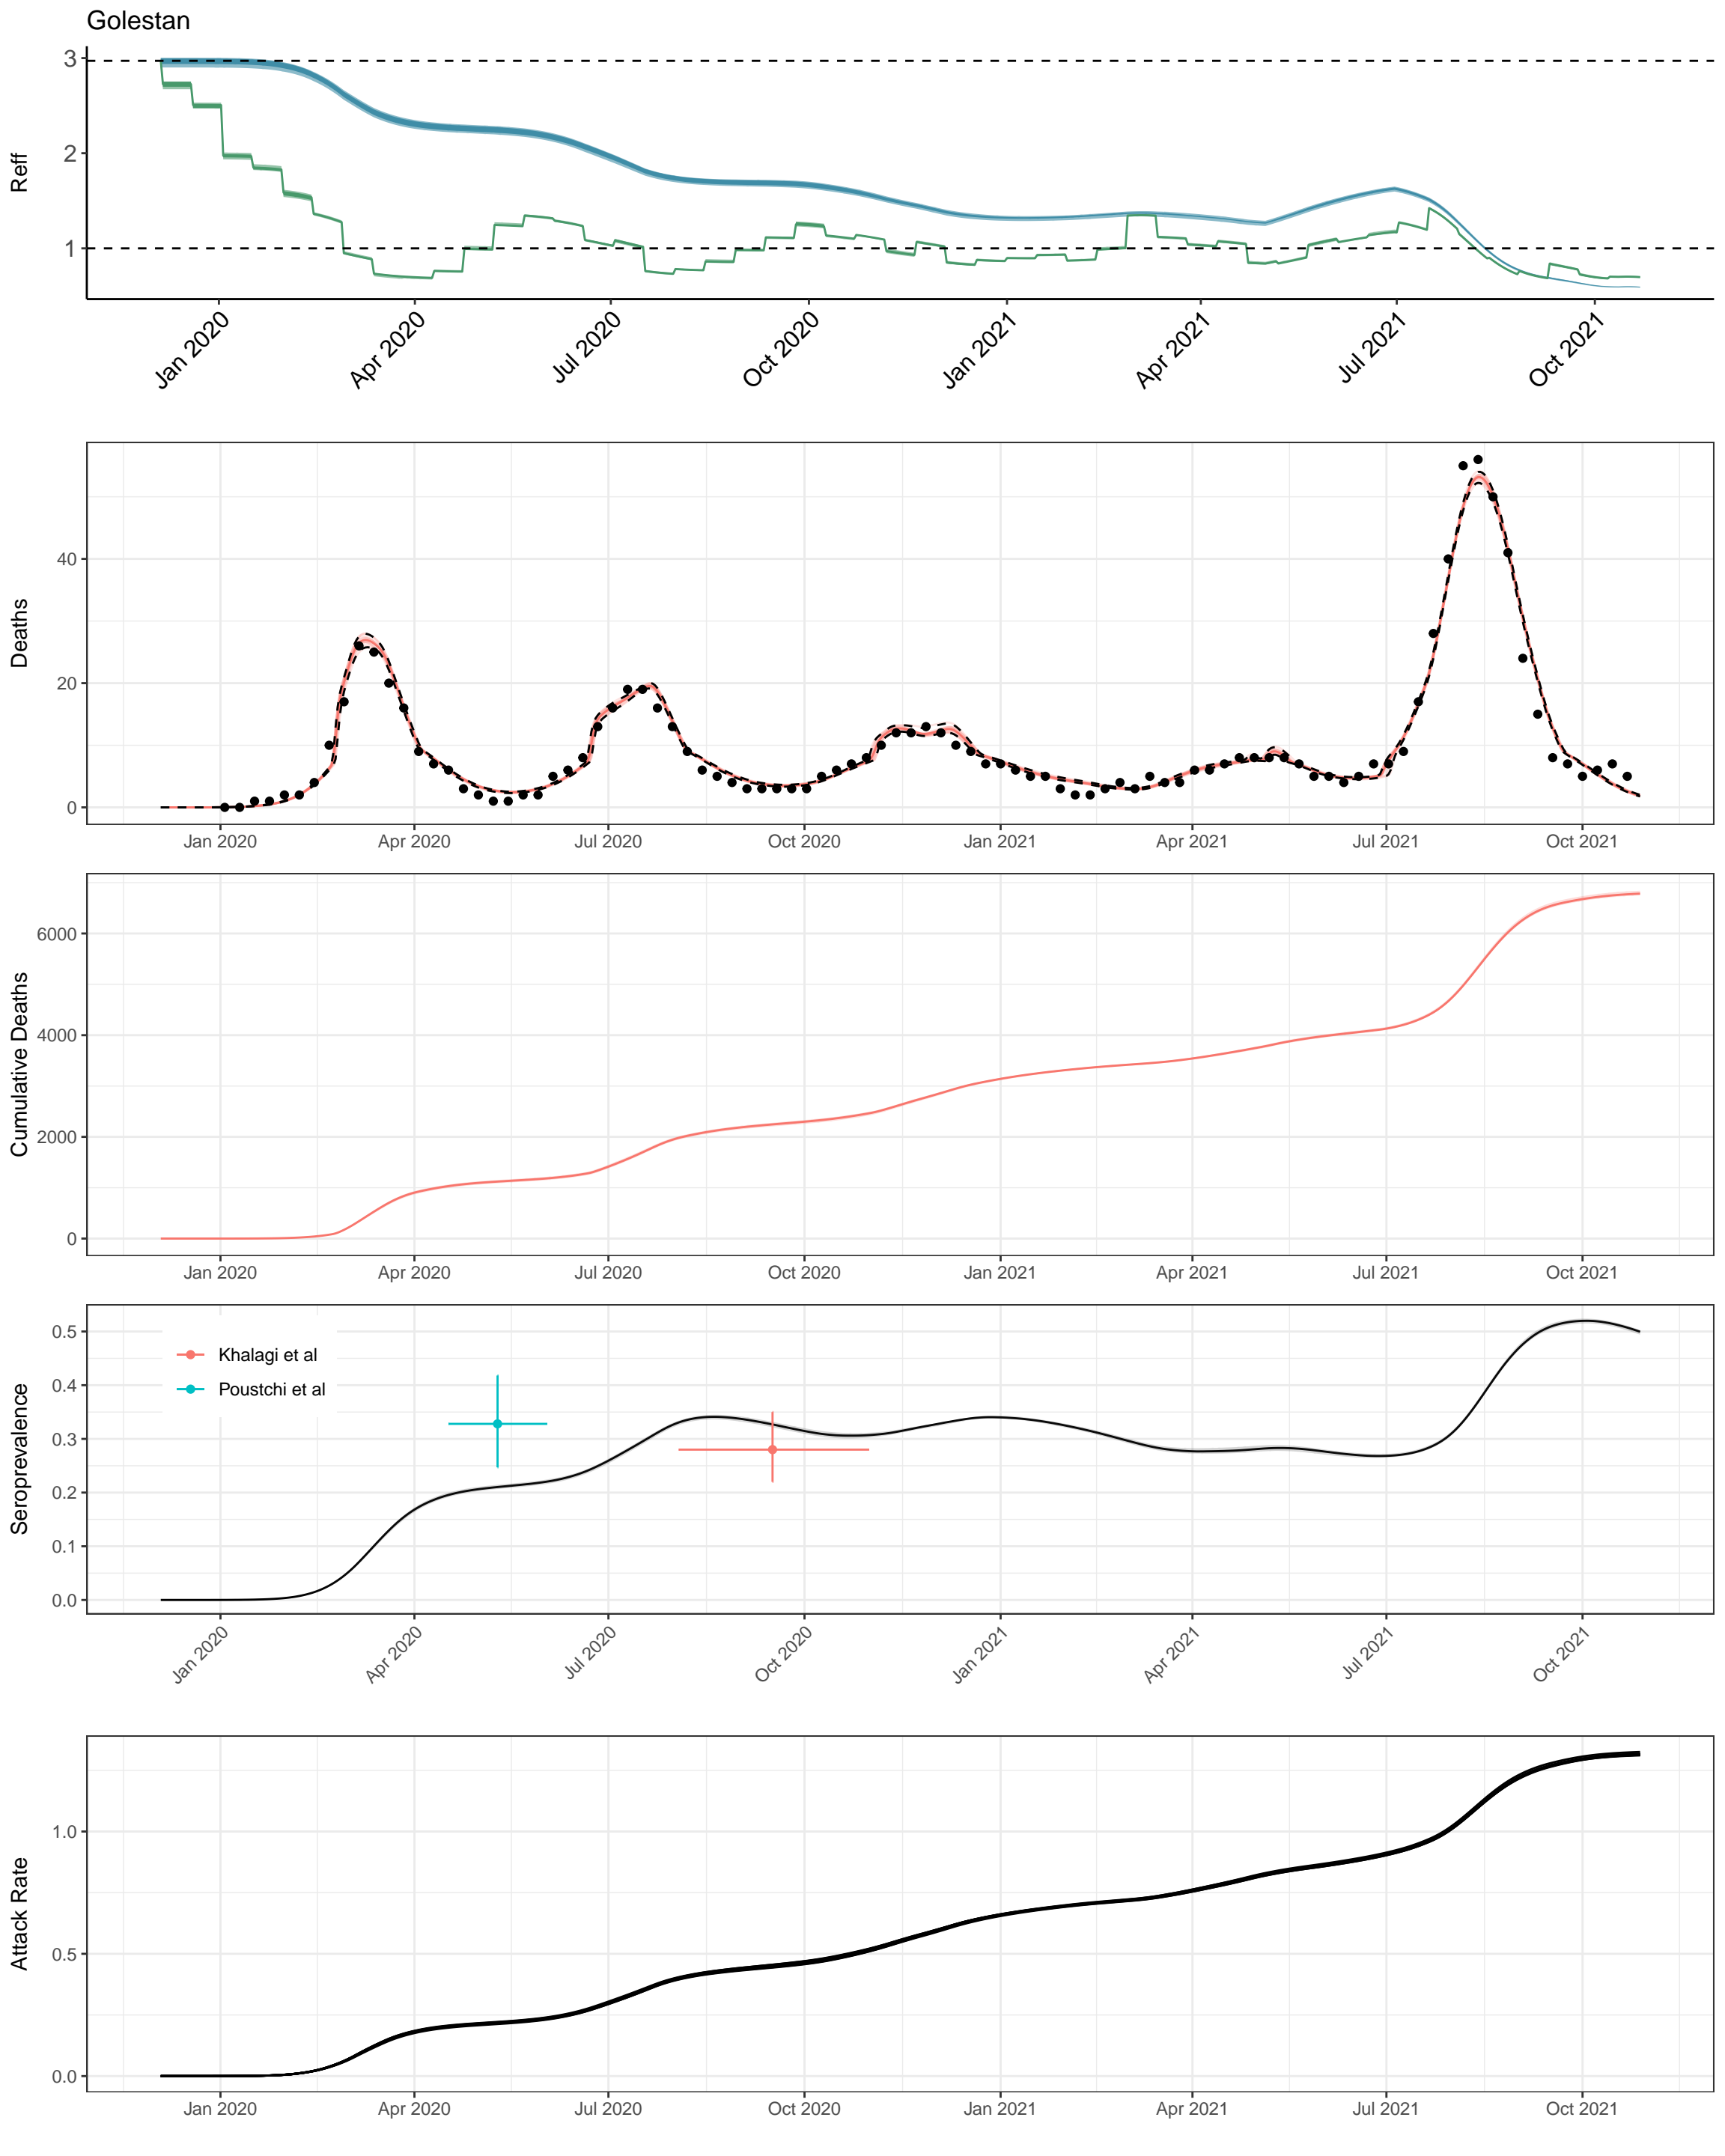 Golestan
Reff
3
2
1
Jan 2020 Apr 2020 Jul 2020 Oct 2020 Jan 2021 Apr 2021 Jul 2021 Oct 2021
Deaths
40
20
0
Jan 2020 Apr 2020 Jul 2020 Oct 2020 Jan 2021 Apr 2021 Jul 2021 Oct 2021
Cumulative Deaths
6000
4000
2000
0
Jan 2020 Apr 2020 Jul 2020 Oct 2020 Jan 2021 Apr 2021 Jul 2021 Oct 2021
Seroprevalence
0.5
0.4
0.3
0.2
0.1
0.0
Khalagi et al
Poustchi et al
Jan 2020 Apr 2020 Jul 2020 Oct 2020 Jan 2021 Apr 2021 Jul 2021 Oct 2021
Attack Rate
1.0
0.5
0.0
Jan 2020 Apr 2020 Jul 2020 Oct 2020 Jan 2021 Apr 2021 Jul 2021 Oct 2021